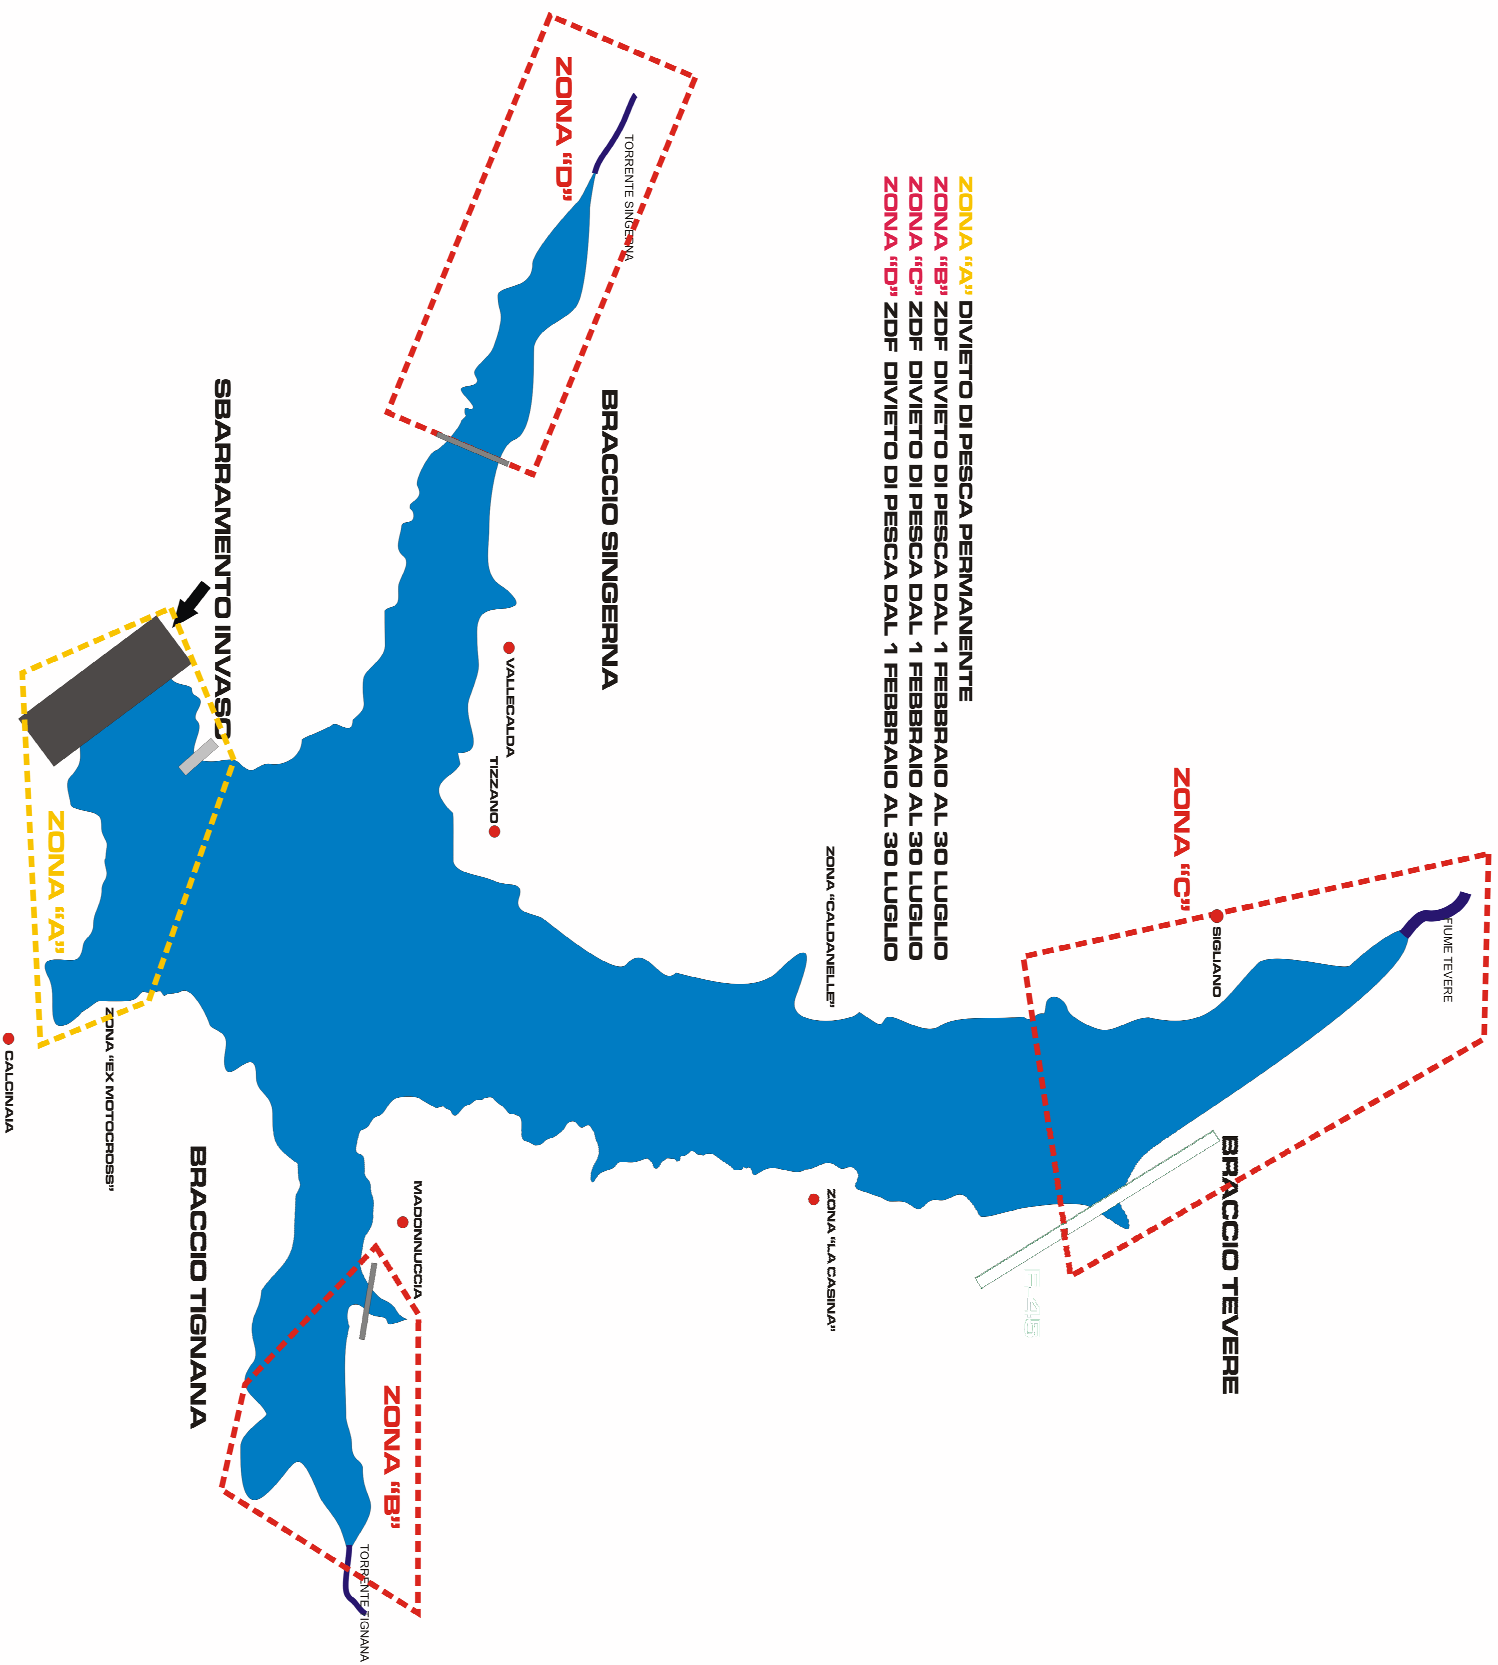 FIUME TEVERE
BRACCIO TEVERE
SIGLIANO
ZONA "C"
ZONA "A" DIVIETO DI PESCA PERMANENTE
ZONA "B" ZDF DIVIETO DI PESCA DAL 1 FEBBRAIO AL 30 LUGLIO
ZONA "C" ZDF DIVIETO DI PESCA DAL 1 FEBBRAIO AL 30 LUGLIO
ZONA "D" ZDF DIVIETO DI PESCA DAL 1 FEBBRAIO AL 30 LUGLIO
ZONA "CALDANELLE"
ZONA "LA CASINA"
TORRENTE SINGERNA
BRACCIO SINGERNA
ZONA "D"
VALLECALDA
TIZZANO
MADONNUCCIA
ZONA "B"
TORRENTE TIGNANA
SBARRAMENTO INVASO
BRACCIO TIGNANA
ZONA "EX MOTOCROSS"
ZONA "A"
CALCINAIA